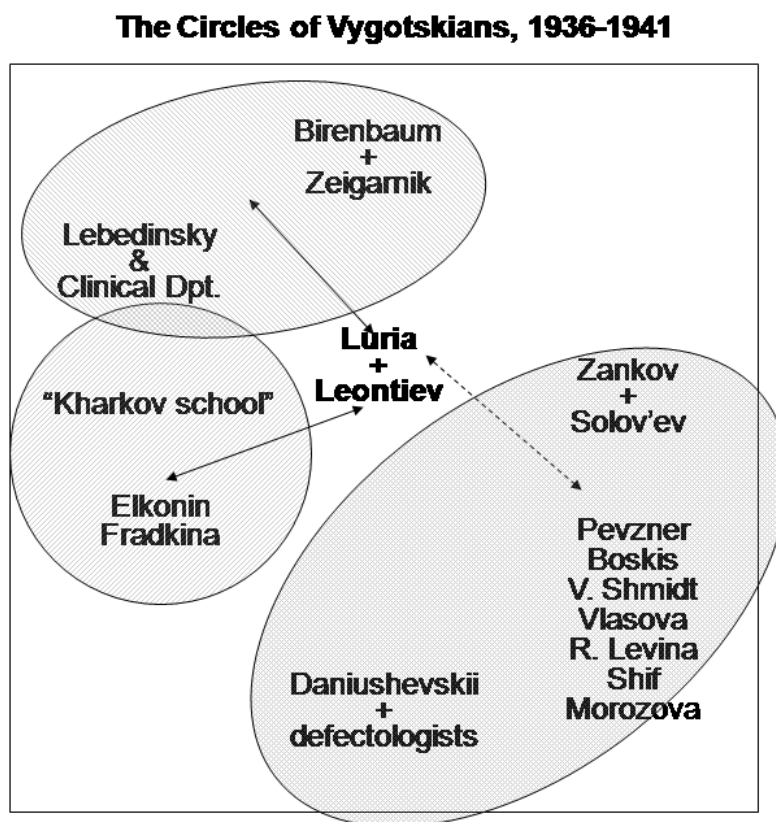 The Circles of Vygotskians, 1936-1941
Birenbaum
+
Zeigarnik
Lebedinsky
&
Clinical Dpt.
Luria
+
Leontiev
"Kharkov school"
Elkonin
Fradkina
Zankov
+
Solov'ev
Pevzner
Boskis
V. Shmidt
Vlasova
R. Levina
Shif
Morozova
Daniushevskii
+
defectologists